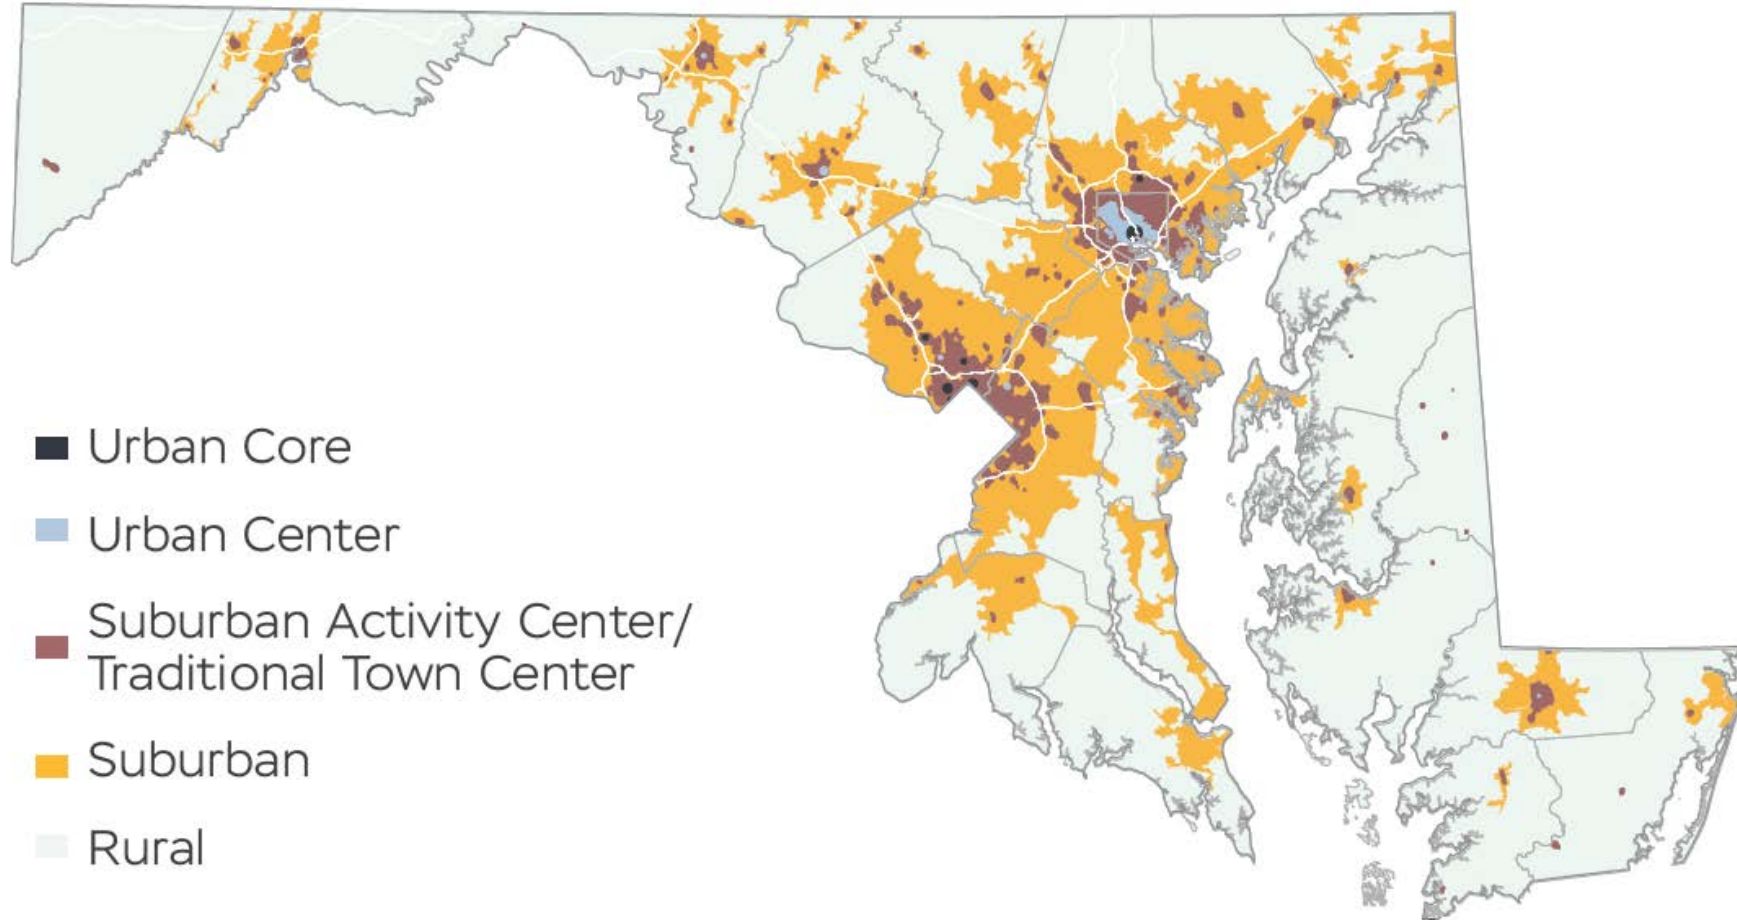 Urban Core
Urban Center
Suburban Activity Center/
Traditional Town Center
Suburban
Rural